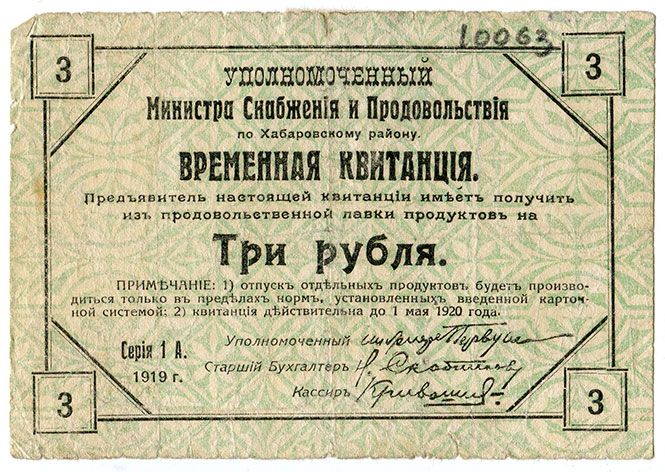 10063
3 3
УПОЛНОМОЧЕННЫЙ
Министра Снабженія и Продовольствія
по Хабаровскому району.
ВРЕМЕННАЯ КВИТАНЦІЯ.
Предъявитель настоящей квитанціи имѣетъ получить
изъ продовольственной лавки продуктовъ на
Три рубля.
ПРИМѢЧАНІЕ: 1) отпускъ отдѣльныхъ продуктовъ будетъ произво-
диться только въ предѣлахъ нормъ, установленныхъ введенной карточ-
ной системой; 2) квитанція дѣйствительна до 1 мая 1920 года.
Серія 1 А.
1919 г.
Уполномоченный
Старшій Бухгалтеръ
Кассиръ
3 3